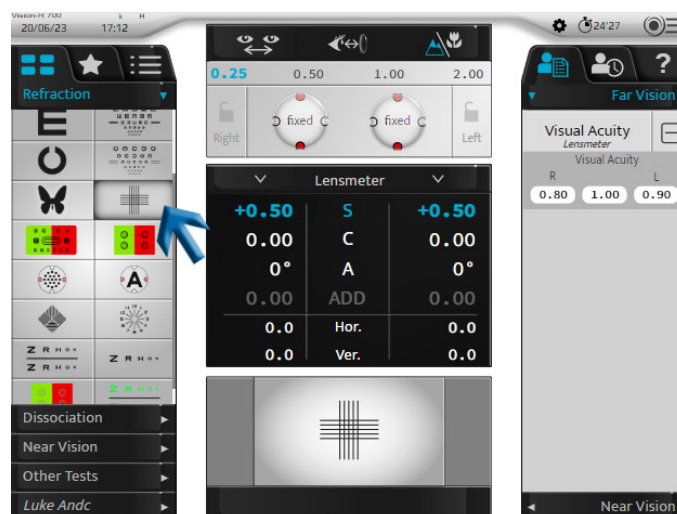 Vision-R 700
20/06/23 17:12
k H
24'27
Refraction
E
A
Z R H O K
Z R H O K
Z R H O K
Dissociation
Near Vision
Other Tests
Luke Andc
0.25 0.50 1.00 2.00
Right fixed fixed Left
Lensmeter
+0.50 S +0.50
0.00 C 0.00
0° A 0°
0.00 ADD 0.00
0.0 Hor. 0.0
0.0 Ver. 0.0
?
Far Vision
Visual Acuity
Lensmeter
Visual Acuity
R L
0.80 1.00 0.90
Near Vision